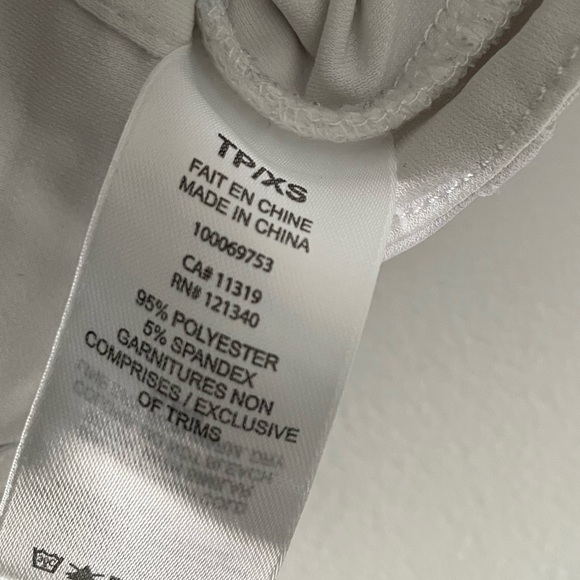 TP/XS
FAIT EN CHINE
MADE IN CHINA
100069753
CA# 11319
RN# 121340
95% POLYESTER
5% SPANDEX
GARNITURES NON
COMPRISES / EXCLUSIVE
OF TRIMS